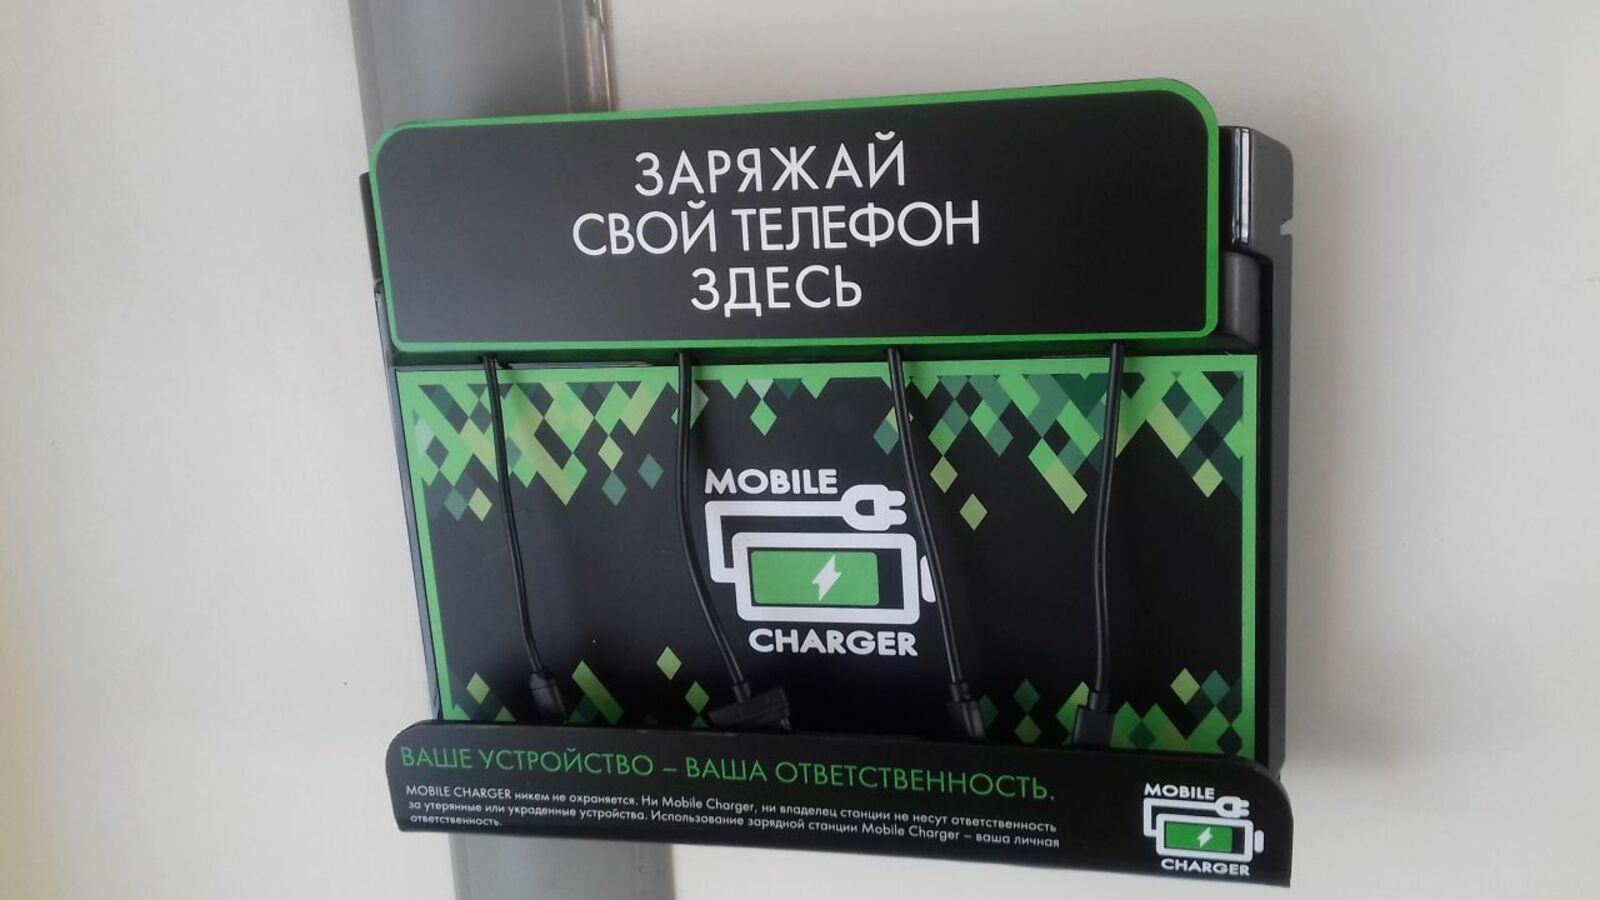 ЗАРЯЖАЙ
СВОЙ ТЕЛЕФОН
ЗДЕСЬ
MOBILE
CHARGER
ВАШЕ УСТРОЙСТВО – ВАША ОТВЕТСТВЕННОСТЬ.
MOBILE CHARGER никем не охраняется. Ни Mobile Charger, ни владелец станции не несут ответственность
за утерянные или украденные устройства. Использование зарядной станции Mobile Charger – ваша личная
ответственность.
MOBILE
CHARGER